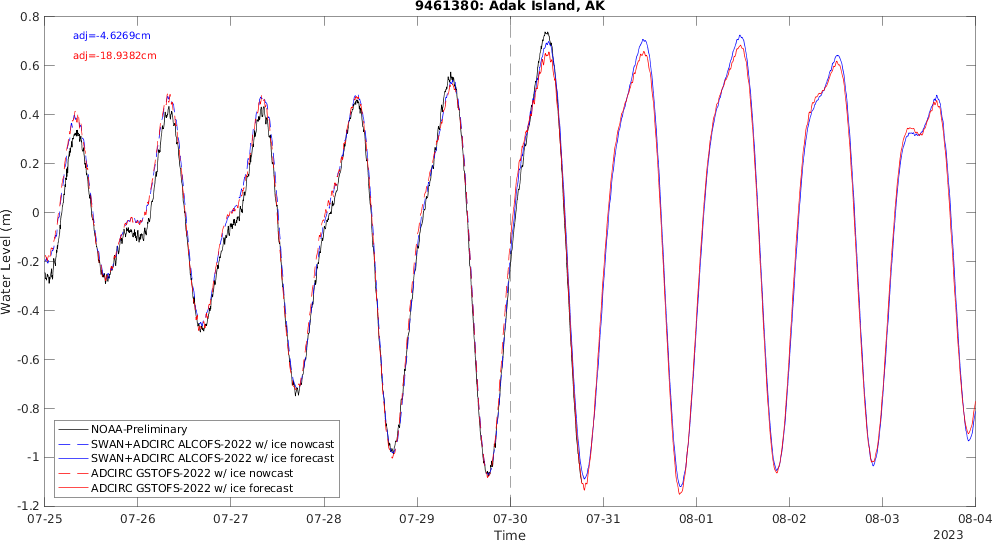 9461380: Adak Island, AK
adj=-4.6269cm
adj=-18.9382cm
0.8
0.6
0.4
0.2
0
-0.2
-0.4
-0.6
-0.8
-1
-1.2
Water Level (m)
NOAA-Preliminary
SWAN+ADCIRC ALCOFS-2022 w/ ice nowcast
SWAN+ADCIRC ALCOFS-2022 w/ ice forecast
ADCIRC GSTOFS-2022 w/ ice nowcast
ADCIRC GSTOFS-2022 w/ ice forecast
07-25 07-26 07-27 07-28 07-29 07-30 07-31 08-01 08-02 08-03 08-04
Time
2023